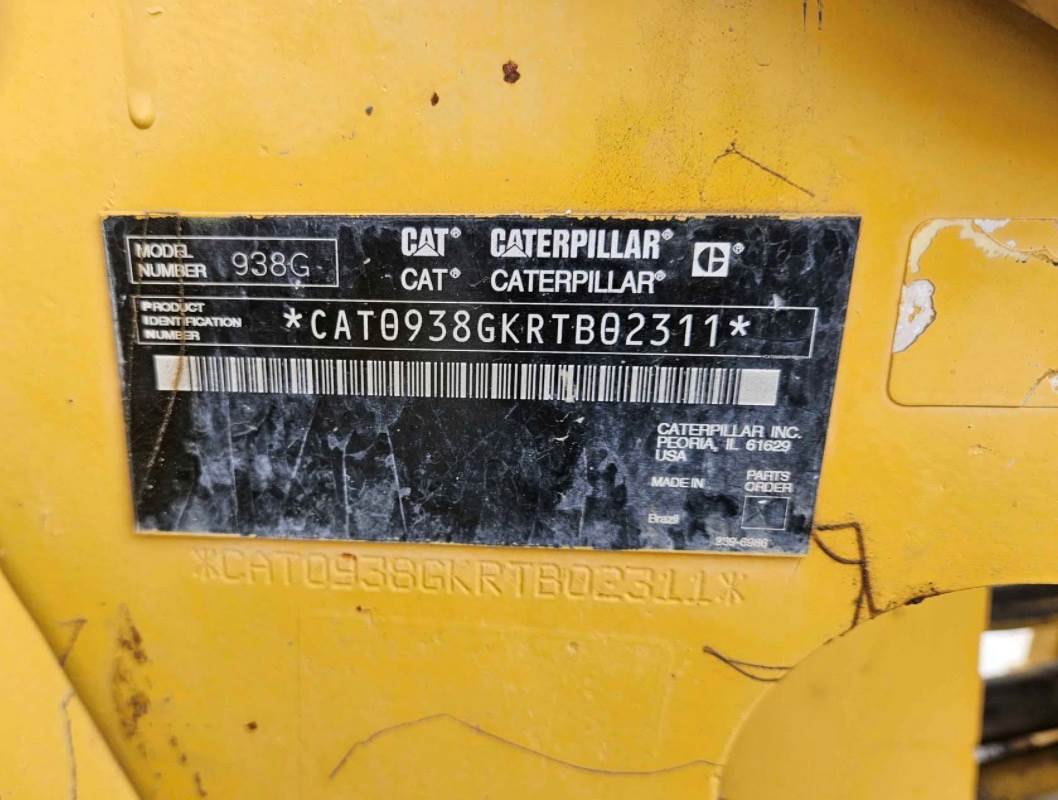 MODEL NUMBER 938G
CAT® CATERPILLAR® C®
CAT® CATERPILLAR®
PRODUCT
IDENTIFICATION
NUMBER
*CAT0938GKRTB02311*
CATERPILLAR INC.
PEORIA, IL 61629
USA
MADE IN
PARTS
ORDER
Brazil
*CAT0938GKRTB02311*